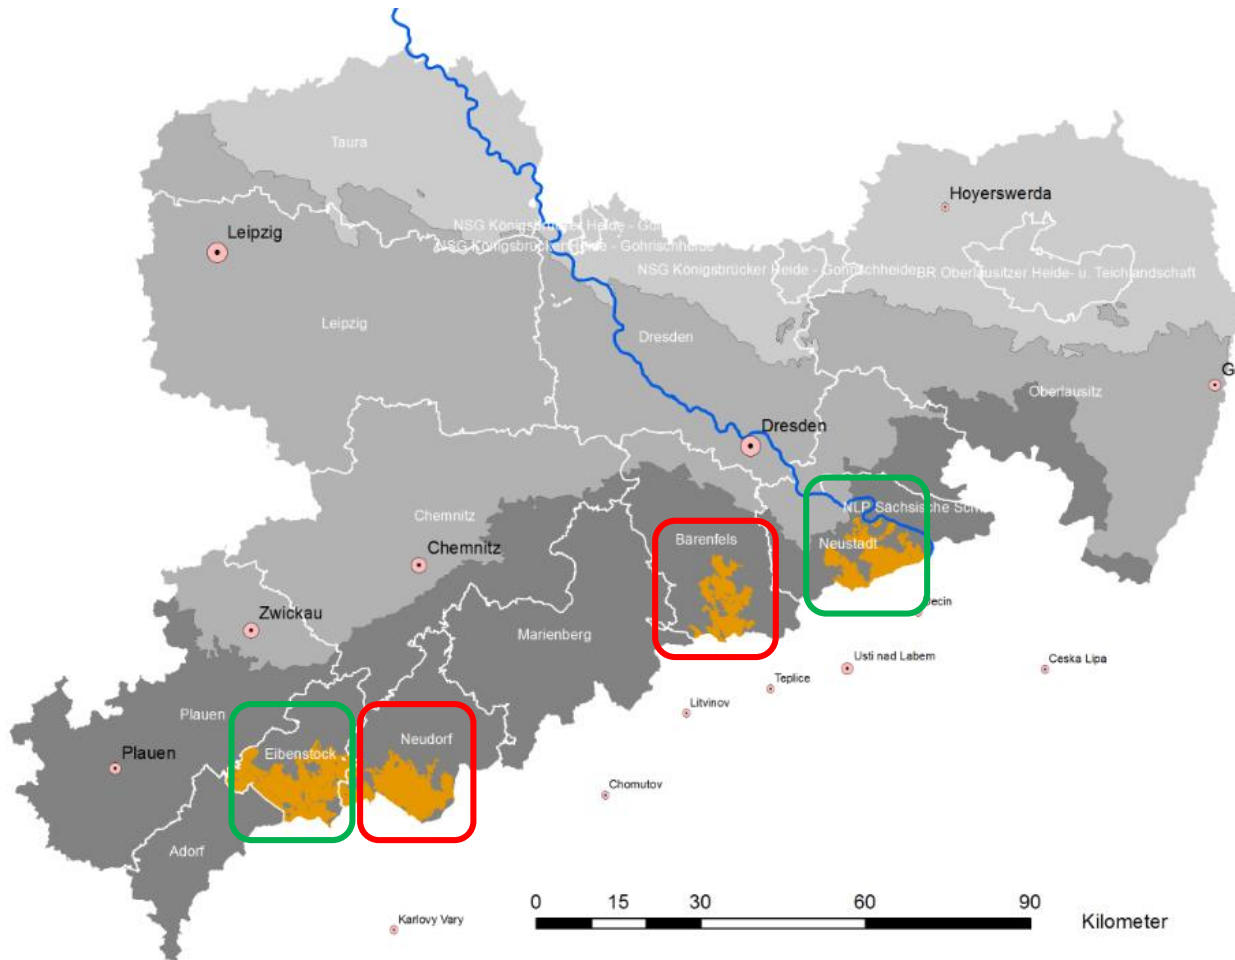 Taura
Hoyerswerda
NSG Königsbrücker Heide - Gohrischheide
Leipzig
NSG Königsbrücker Heide - Gohrischheide
NSG Königsbrücker Heide - Gohrischheide
BR Oberlausitzer Heide- u. Teichlandschaft
Leipzig
Dresden
G
Oberlausitz
Dresden
Chemnitz
NLP Sächsische
Bärenfels
Neustadt
Chemnitz
Zwickau
Marienberg
Usti nad Labem
Ceska Lipa
Teplice
Litvinov
Plauen
Neudorf
Plauen
Eibenstock
Chomutov
Adorf
Karlovy Vary
0 15 30 60 90
Kilometer